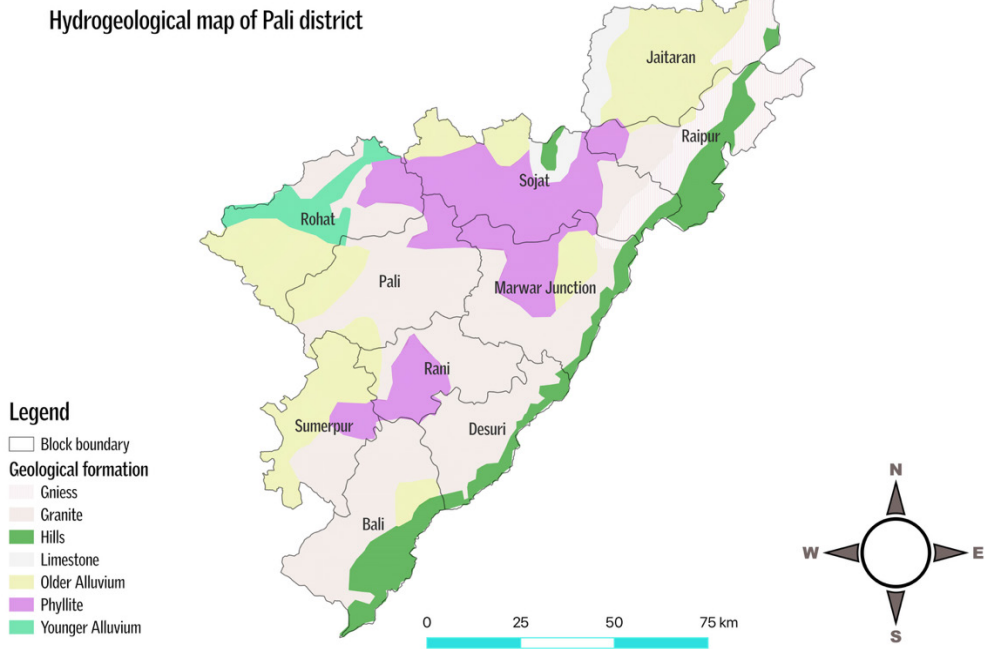 Hydrogeological map of Pali district
Jaitaran
Raipur
Sojat
Rohat
Pali
Marwar Junction
Rani
Sumerpur
Desuri
Bali
Legend
Block boundary
Geological formation
Gniess
Granite
Hills
Limestone
Older Alluvium
Phyllite
Younger Alluvium
N
W
E
S
0 25 50 75 km